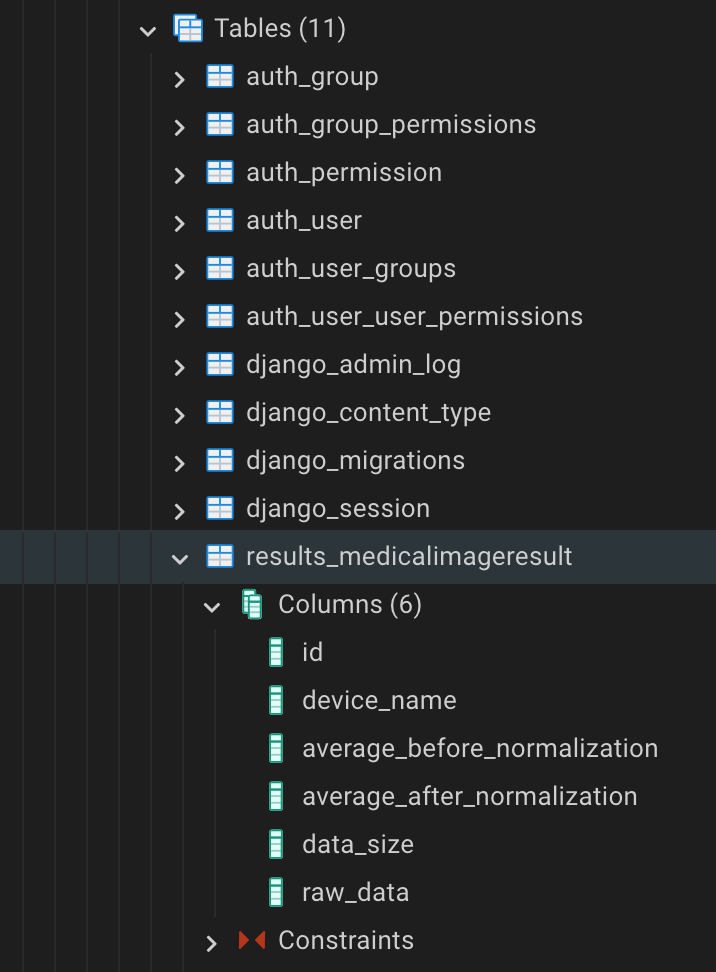 Tables (11)
auth_group
auth_group_permissions
auth_permission
auth_user
auth_user_groups
auth_user_user_permissions
django_admin_log
django_content_type
django_migrations
django_session
results_medicalimageresult
Columns (6)
id
device_name
average_before_normalization
average_after_normalization
data_size
raw_data
Constraints